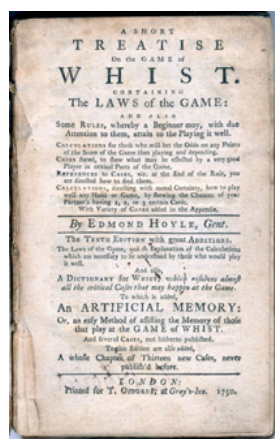 A SHORT
TREATISE
On the GAME of
WHIST.
CONTAINING
The LAWS of the GAME:
AND ALSO
Some RULES, whereby a Beginner may, with due
Attention to them, attain to the Playing it well.
CALCULATIONS for those who will bet the Odds on any Points
of the Score of the Game then playing and depending.
CASES stated, to shew what may be effected by a very good
Player in critical Parts of the Game.
REFERENCES to CASES, viz. at the End of the Rule, you
are directed how to find them.
CALCULATIONS, directing with moral Certainty, how to play
well any Hand or Game, by shewing the Chances of your
Partner's having 1, 2, or 3 certain Cards.
With Variety of CASES added in the Appendix.
By EDMOND HOYLE, Gent.
The TENTH EDITION with great ADDITIONS.
The Laws of the Game, and an Explanation of the Calculations
which are necessary to be understood by those who would play
it well.
And also
A DICTIONARY for WHIST, which resolves almost
all the critical Cases that may happen at the Game.
To which is added,
An ARTIFICIAL MEMORY:
Or, an easy Method of assisting the Memory of those
that play at the GAME of WHIST.
And several CASES, not hitherto published.
To this Edition are also added,
A whole Chapter of Thirteen new Cases, never
publish'd before.
LONDON:
Printed for T. OSBORNE; at Gray's-Inn. 1750.